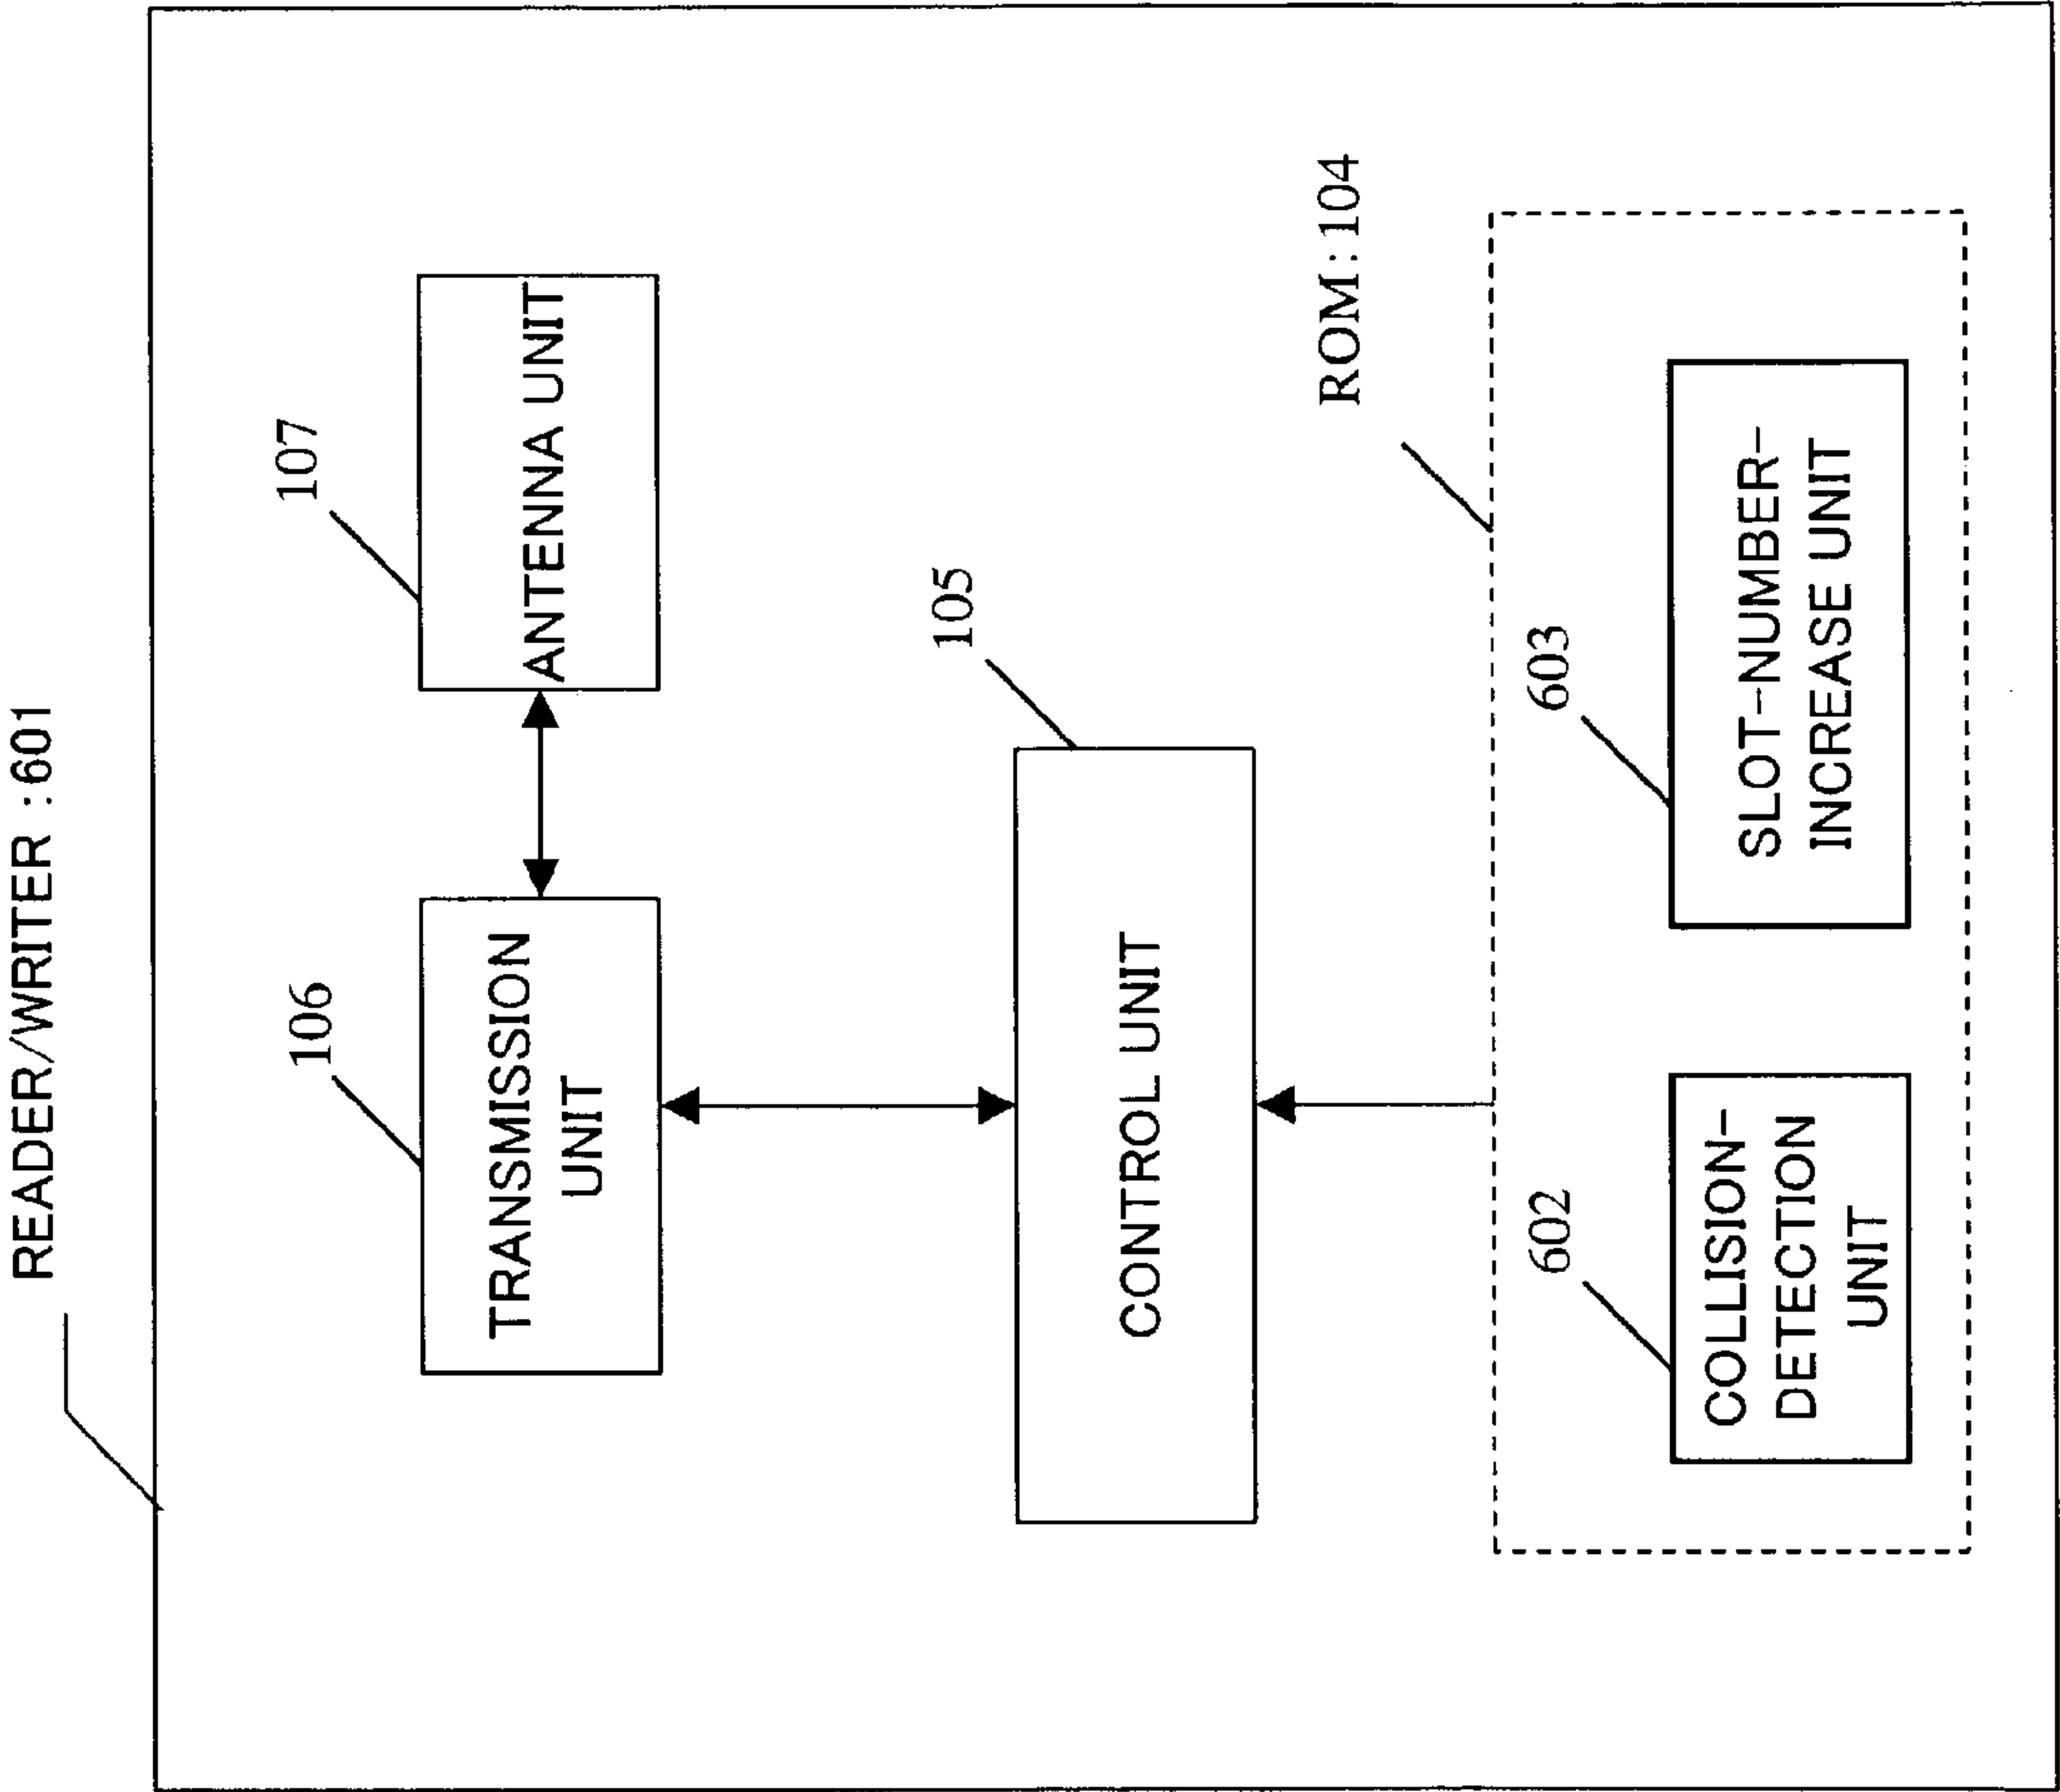 READER/WRITER :601
106
107
TRANSMISSION
UNIT
ANTENNA UNIT
105
CONTROL UNIT
ROM:104
602
603
COLLISION-
DETECTION
UNIT
SLOT-NUMBER-
INCREASE UNIT